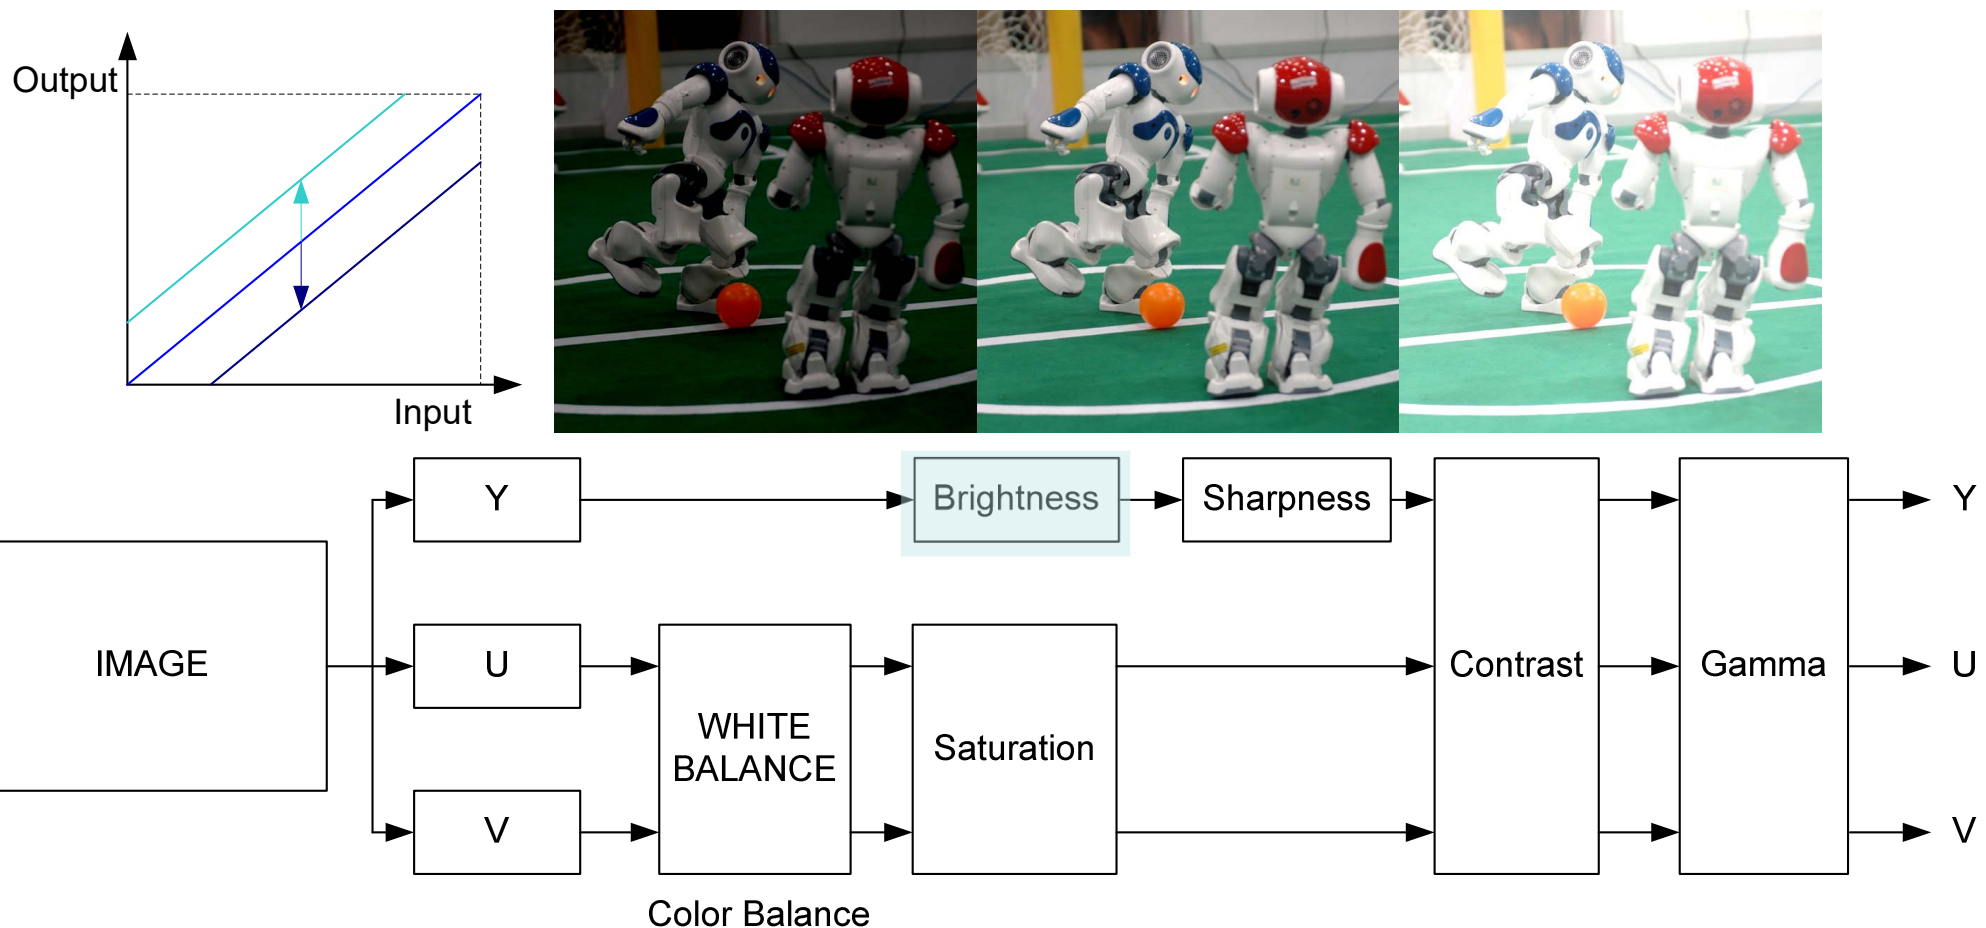 Output
Input
Y
Brightness
Sharpness
Y
IMAGE
U
WHITE
BALANCE
Saturation
Contrast
Gamma
U
V
V
Color Balance